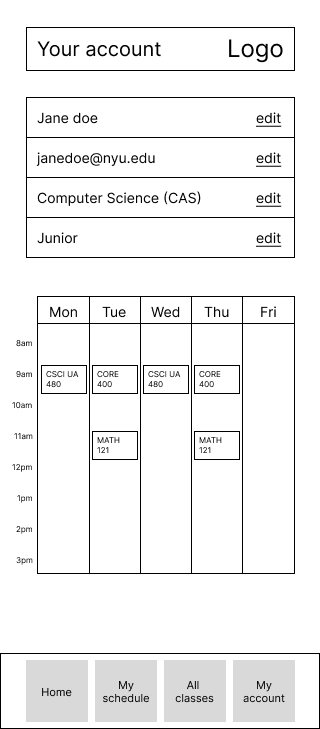 Your account Logo
Jane doe edit
janedoe@nyu.edu edit
Computer Science (CAS) edit
Junior edit
Mon Tue Wed Thu Fri
8am
9am
CSCI UA CORE CSCI UA CORE
480 400 480 400
10am
11am
MATH MATH
121 121
12pm
1pm
2pm
3pm
Home
My
schedule
All
classes
My
account